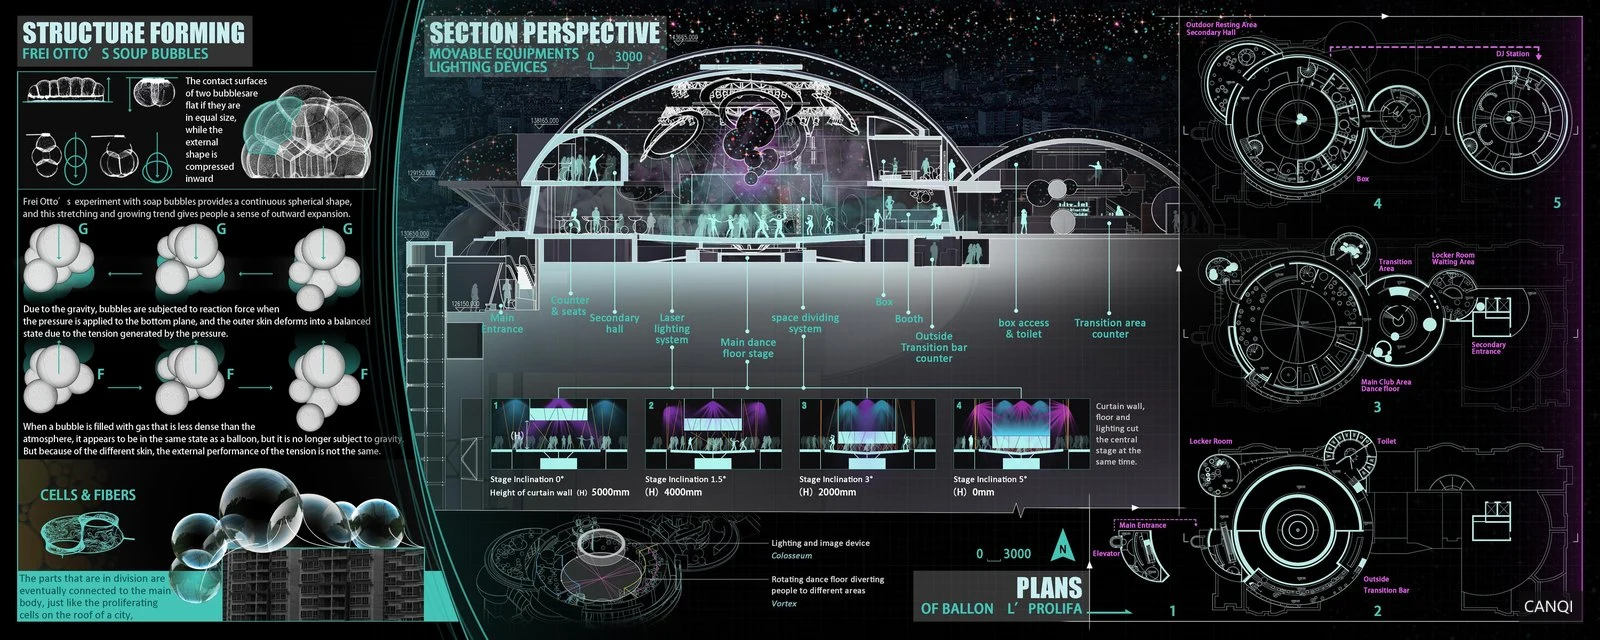 STRUCTURE FORMING
FREI OTTO' S SOUP BUBBLES
The contact surfaces
of two bubblesare
flat if they are
in equal size,
while the
external
shape is
compressed
inward
Frei Otto' s experiment with soap bubbles provides a continuous spherical shape,
and this stretching and growing trend gives people a sense of outward expansion.
G
G
G
Due to the gravity, bubbles are subjected to reaction force when
the pressure is applied to the bottom plane, and the outer skin deforms into a balanced
state due to the tension generated by the pressure.
F
F
F
When a bubble is filled with gas that is less dense than the
atmosphere, it appears to be in the same state as a balloon, but it is no longer subject to gravity.
But because of the different skin, the external performance of the tension is not the same.
CELLS & FIBERS
The parts that are in division are
eventually connected to the main
body, just like the proliferating
cells on the roof of a city,
SECTION PERSPECTIVE
MOVABLE EQUIPMENTS
LIGHTING DEVICES
0 3000
138165.000
129150.000
126150.000
Main
Entrance
Counter
& seats
Secondary
hall
Laser
lighting
system
Main dance
floor stage
space dividing
system
Box
Booth
Outside
Transition bar
counter
box access
& toilet
Transition area
counter
1
(H)
2
3
4
Stage Inclination 0°
Height of curtain wall (H) 5000mm
Stage Inclination 1.5°
(H) 4000mm
Stage Inclination 3°
(H) 2000mm
Stage Inclination 5°
(H) 0mm
Curtain wall,
floor and
lighting cut
the central
stage at the
same time.
Lighting and image device
Colosseum
Rotating dance floor diverting
people to different areas
Vortex
0 3000
N
PLANS
OF BALLON L' PROLIFA
Outdoor Resting Area
Secondary Hall
DJ Station
Box
4
5
Transition
Area
Locker Room
Waiting Area
Secondary
Entrance
Main Club Area
Dance floor
3
Locker Room
Toilet
Main Entrance
Elevator
Outside
Transition Bar
1
2
CANQI